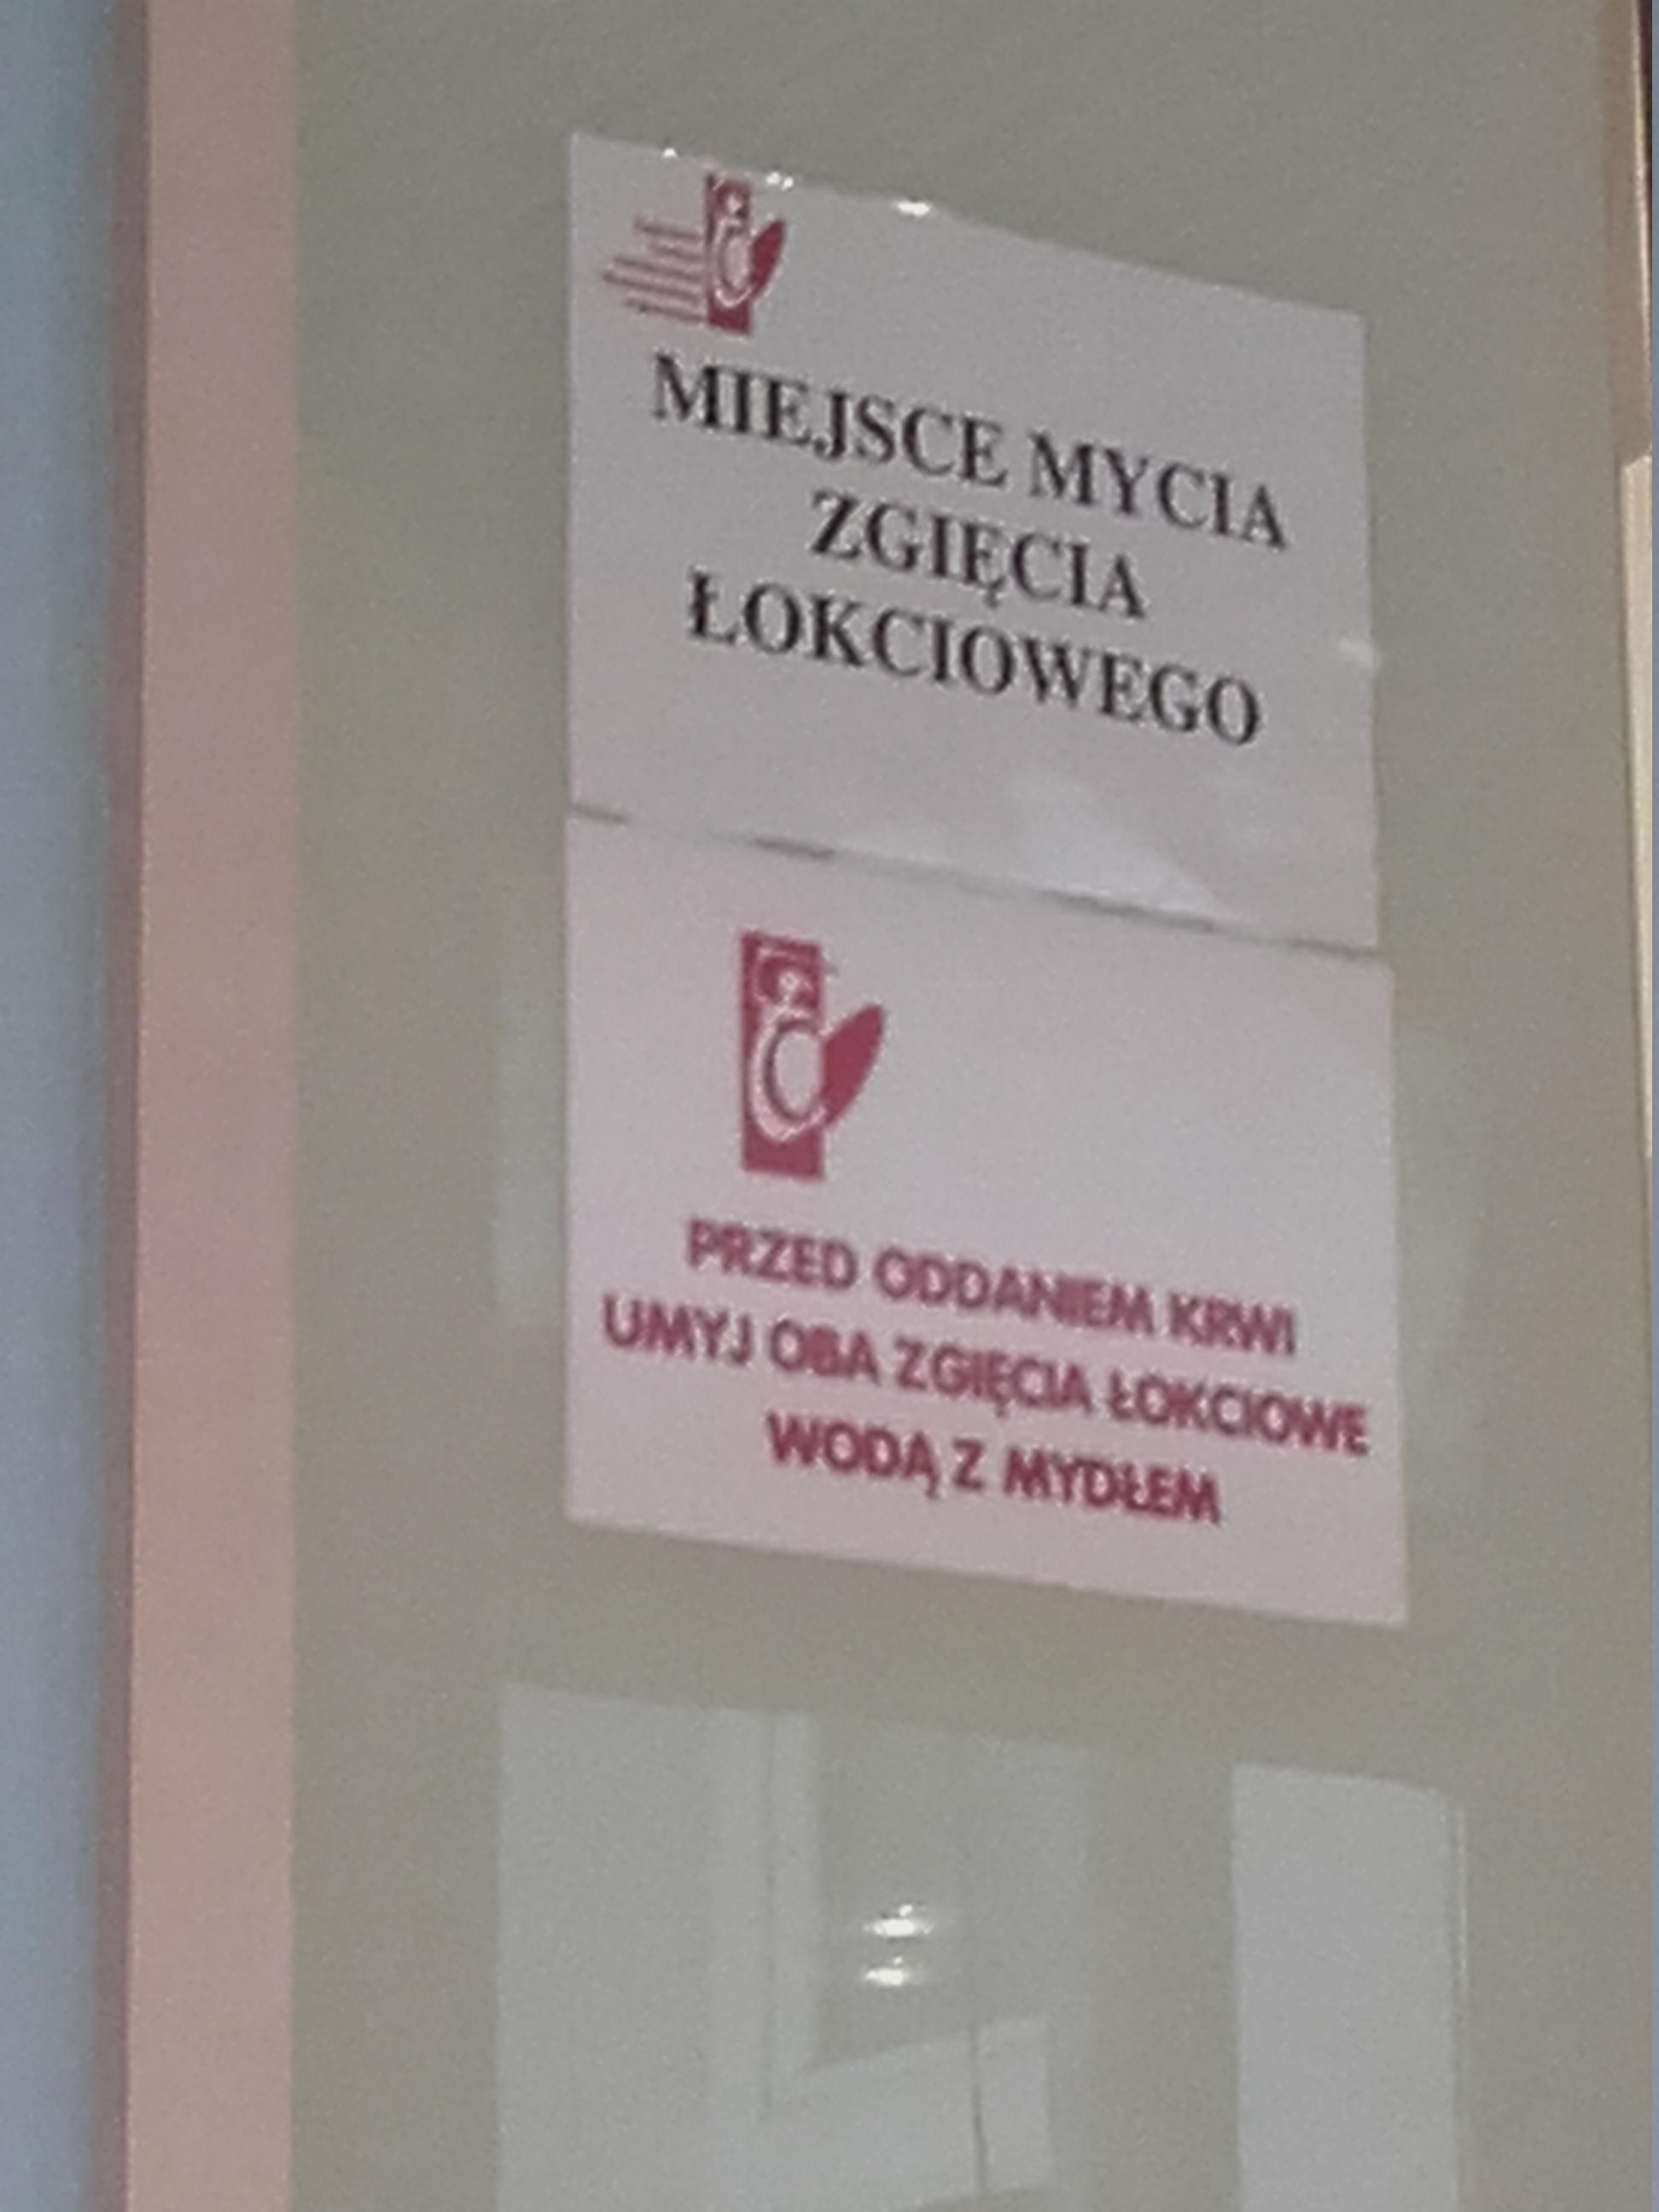 MIEJSCE MYCIA
ZGIĘCIA
ŁOKCIOWEGO
PRZED ODDANIEM KRWI
UMYJ OBA ZGIĘCIA ŁOKCIOWE
WODĄ Z MYDŁEM